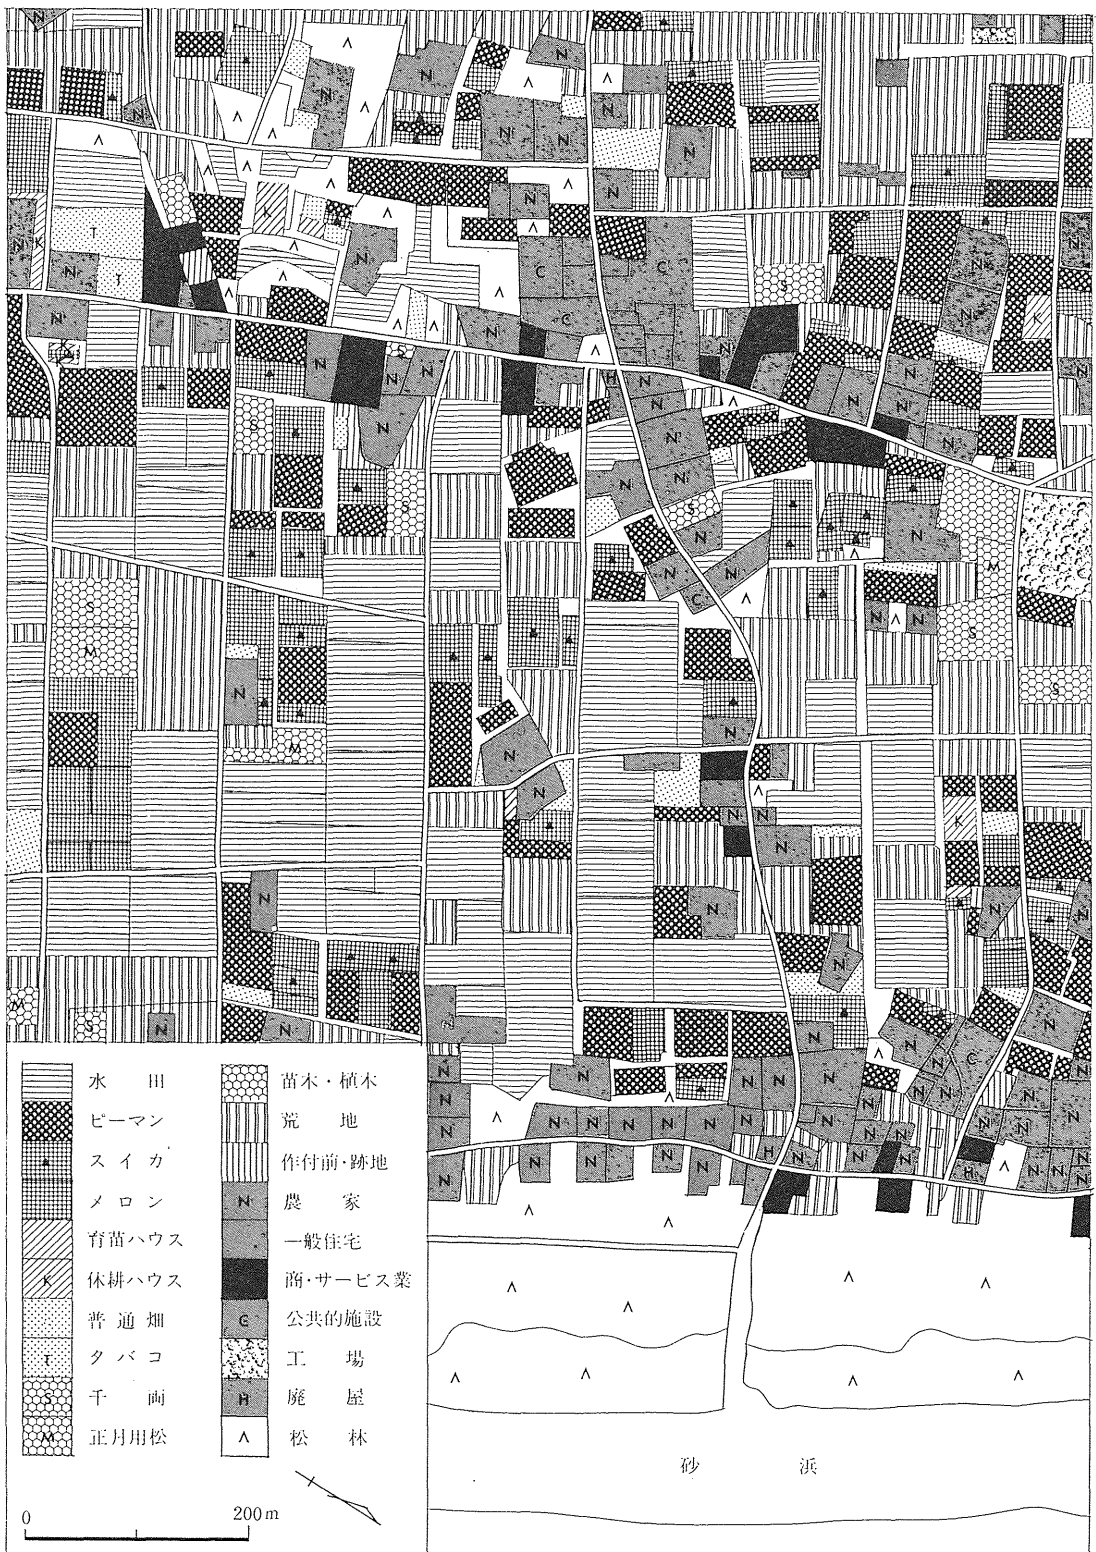 水田
ピーマン
スイカ
メロン
育苗ハウス
K 休耕ハウス
普通畑
T タバコ
S 千両
M 正月用松
苗木・植木
荒地
作付前・跡地
N 農家
一般住宅
商・サービス業
C 公共的施設
工場
H 廃屋
松林
砂浜
0 200m